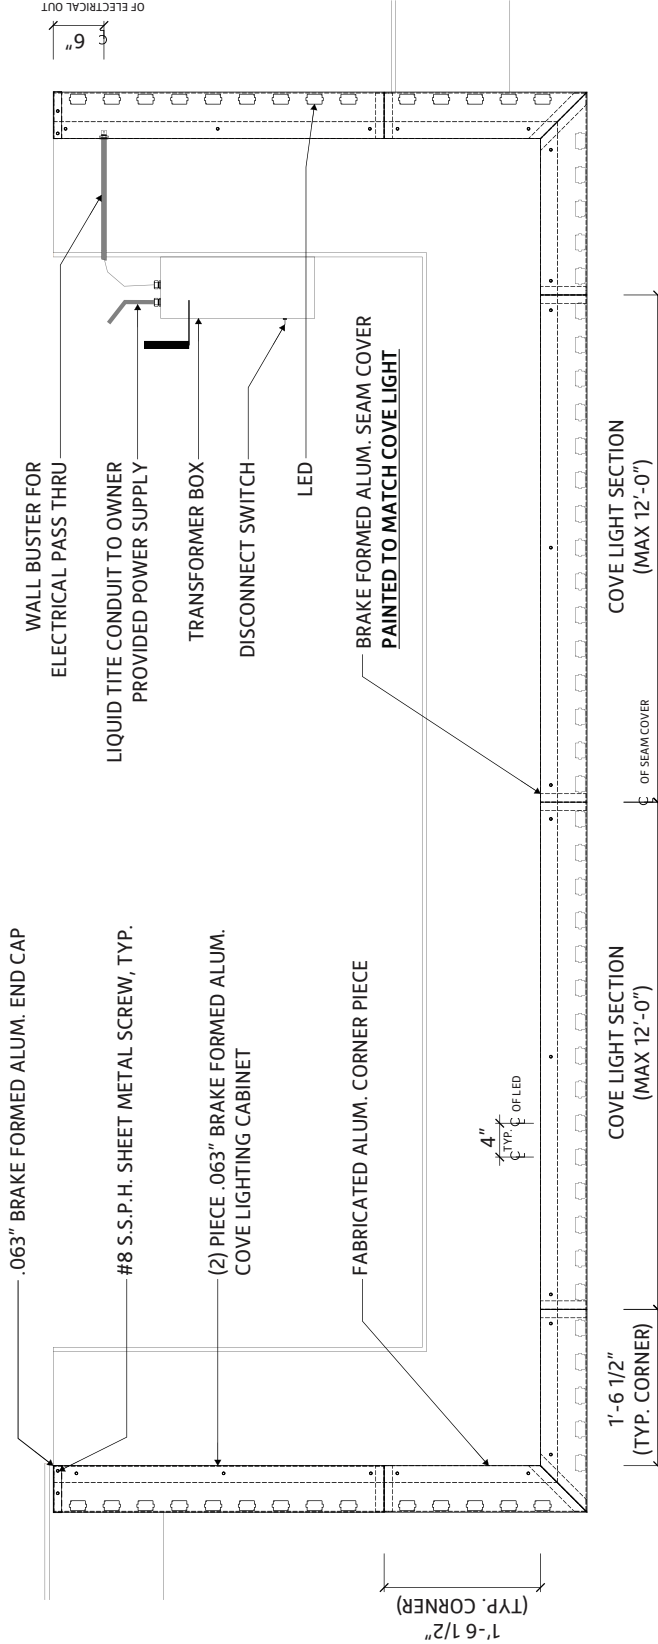 .063" BRAKE FORMED ALUM. END CAP
#8 S.S.P.H. SHEET METAL SCREW, TYP.
(2) PIECE .063" BRAKE FORMED ALUM.
COVE LIGHTING CABINET
FABRICATED ALUM. CORNER PIECE
WALL BUSTER FOR
ELECTRICAL PASS THRU
LIQUID TITE CONDUIT TO OWNER
PROVIDED POWER SUPPLY
TRANSFORMER BOX
DISCONNECT SWITCH
LED
BRAKE FORMED ALUM. SEAM COVER
PAINTED TO MATCH COVE LIGHT
6"
℄
OF ELECTRICAL OUT
4"
TYP.
℄ ℄ OF LED
1'-6 1/2"
(TYP. CORNER)
1'-6 1/2"
(TYP. CORNER)
COVE LIGHT SECTION
(MAX 12'-0")
℄ OF SEAM COVER
COVE LIGHT SECTION
(MAX 12'-0")